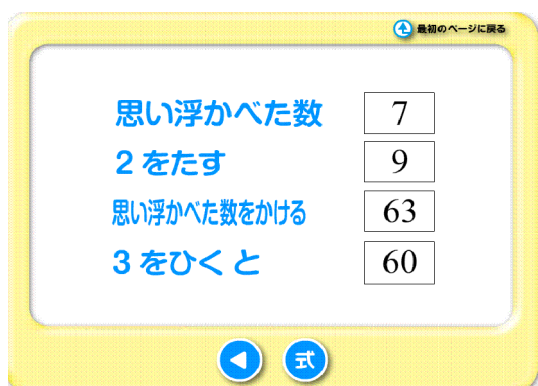 最初のページに戻る
思い浮かべた数 7
2をたす 9
思い浮かべた数をかける 63
3をひくと 60
式